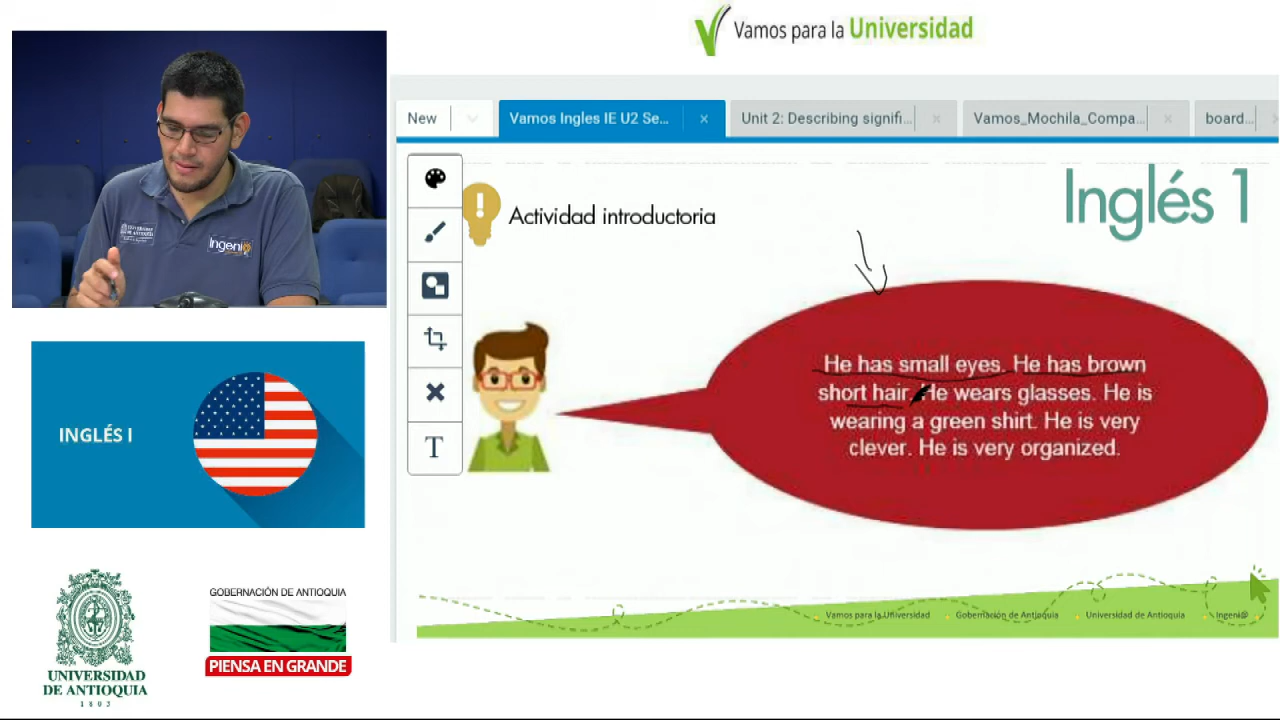 Vamos para la Universidad
New
Vamos Ingles IE U2 Se...
Unit 2: Describing signifi...
Vamos_Mochila_Compa...
board...
Inglés 1
Actividad introductoria
Ingeni@
He has small eyes. He has brown
short hair. He wears glasses. He is
wearing a green shirt. He is very
clever. He is very organized.
T
INGLÉS I
GOBERNACIÓN DE ANTIOQUIA
PIENSA EN GRANDE
UNIVERSIDAD
DE ANTIOQUIA
1803
Vamos para la Universidad
Gobernación de Antioquia
Universidad de Antioquia
Ingeni@